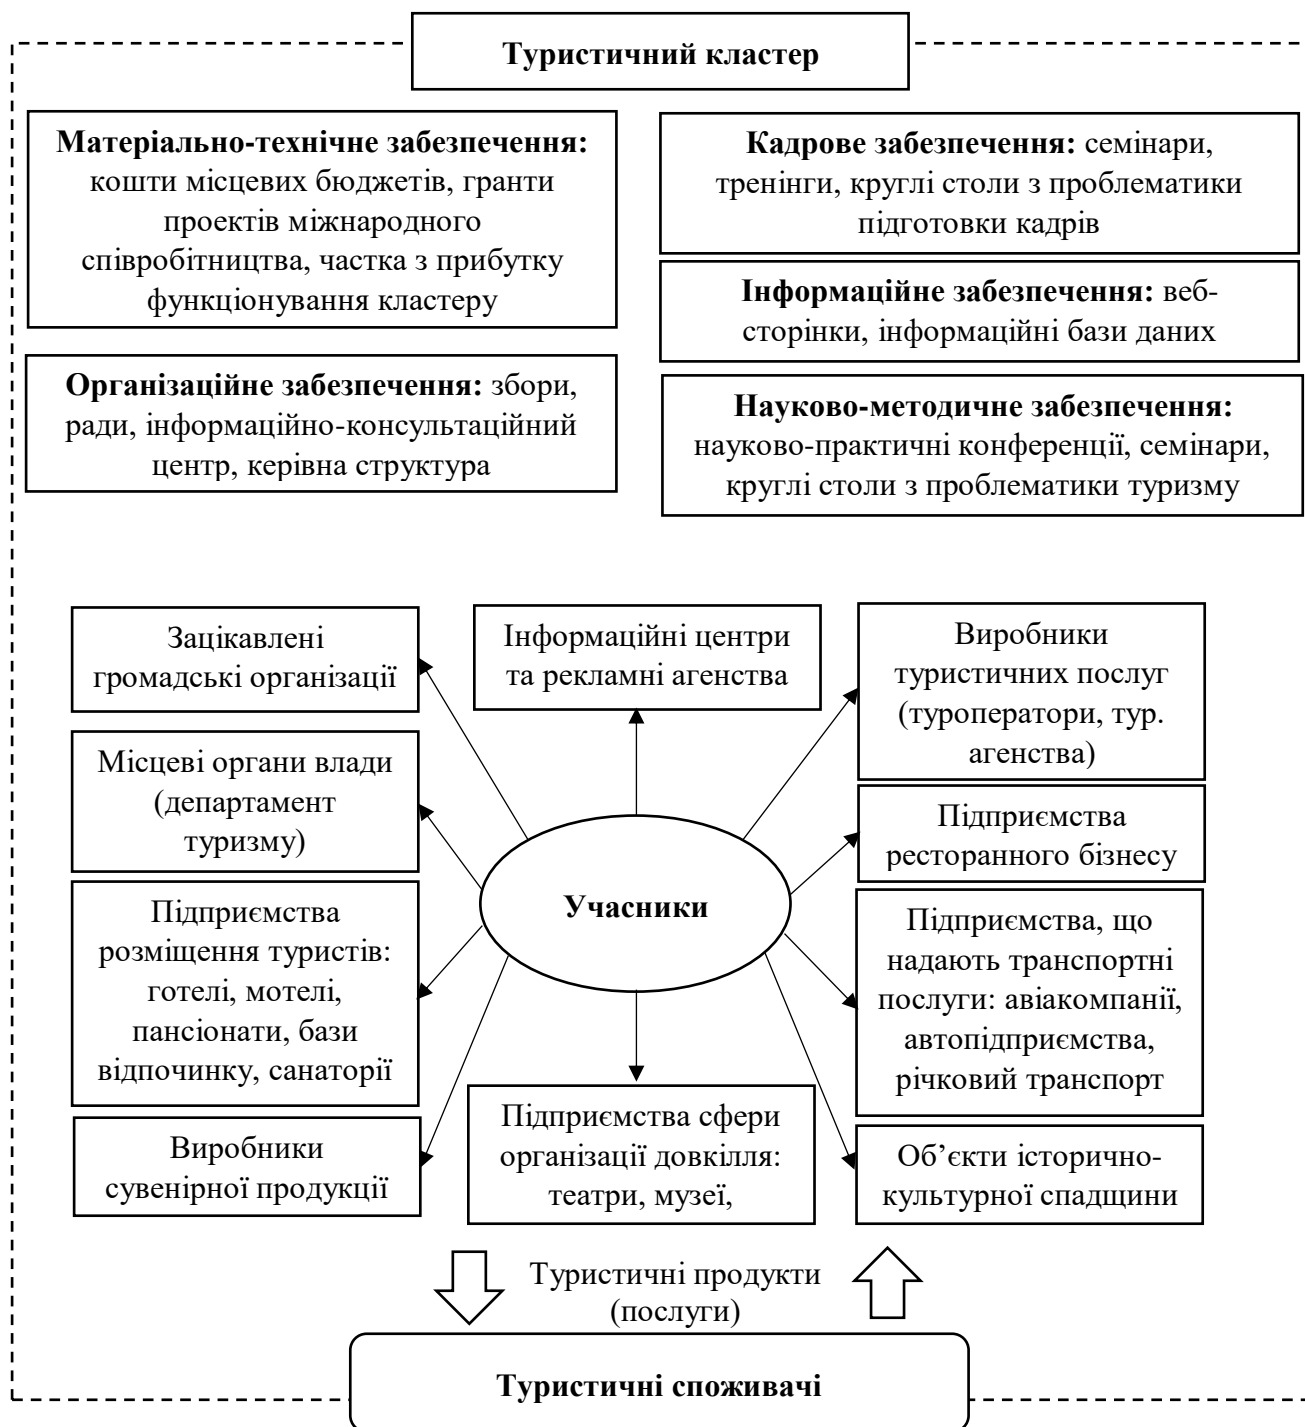 Туристичний кластер
Матеріально-технічне забезпечення:
кошти місцевих бюджетів, гранти
проектів міжнародного
співробітництва, частка з прибутку
функціонування кластеру
Організаційне забезпечення: збори,
ради, інформаційно-консультаційний
центр, керівна структура
Кадрове забезпечення: семінари,
тренінги, круглі столи з проблематики
підготовки кадрів
Інформаційне забезпечення: веб-
сторінки, інформаційні бази даних
Науково-методичне забезпечення:
науково-практичні конференції, семінари,
круглі столи з проблематики туризму
Зацікавлені
громадські організації
Місцеві органи влади
(департамент
туризму)
Підприємства
розміщення туристів:
готелі, мотелі,
пансіонати, бази
відпочинку, санаторії
Виробники
сувенірної продукції
Інформаційні центри
та рекламні агенства
Учасники
Підприємства сфери
організації довкілля:
театри, музеї,
Виробники
туристичних послуг
(туроператори, тур.
агенства)
Підприємства
ресторанного бізнесу
Підприємства, що
надають транспортні
послуги: авіакомпанії,
автопідприємства,
річковий транспорт
Об’єкти історично-
культурної спадщини
Туристичні продукти
(послуги)
Туристичні споживачі